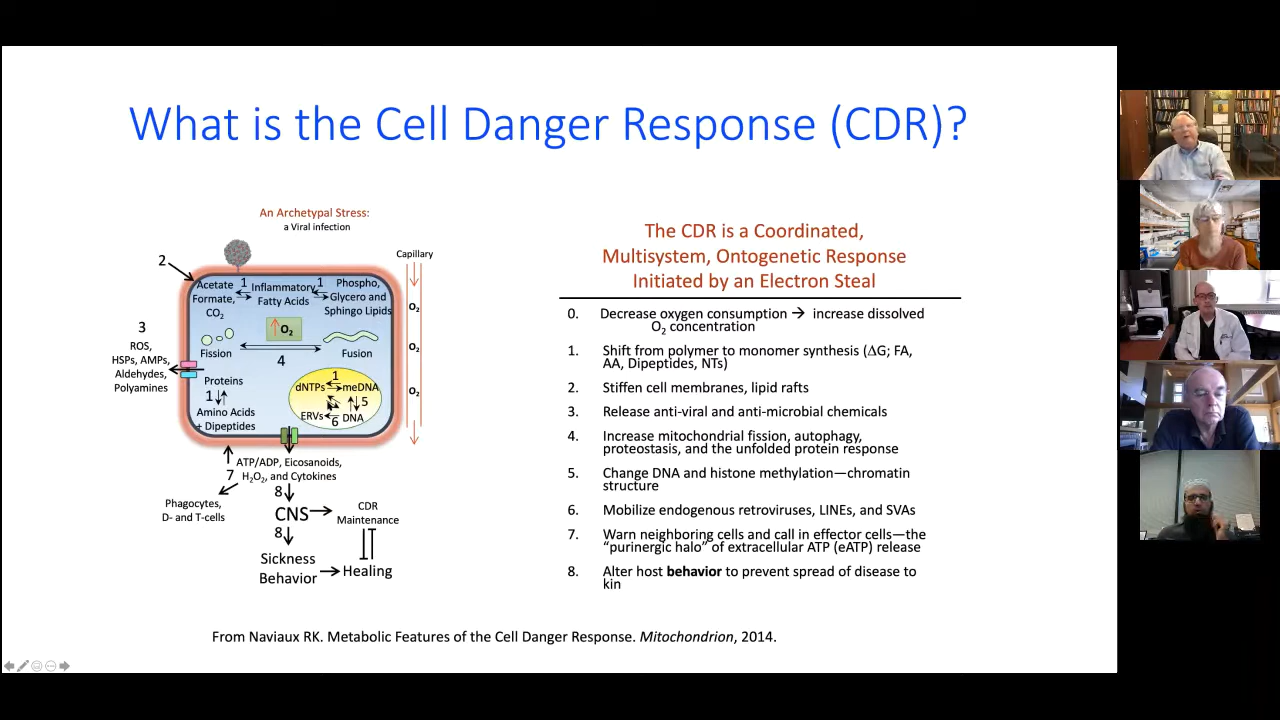 What is the Cell Danger Response (CDR)?
An Archetypal Stress:
a Viral infection
Capillary
2
Acetate
Formate,
CO2
1
Inflammatory
Fatty Acids
1
Phospho,
Glycero and
Sphingo Lipids
O2
↑O2
Fission
4
Fusion
O2
3
ROS,
HSPs, AMPs,
Aldehydes,
Polyamines
Proteins
1
Amino Acids
+ Dipeptides
dNTPs
1
meDNA
5
ERVs
6
DNA
O2
7
ATP/ADP, Eicosanoids,
H2O2, and Cytokines
Phagocytes,
D- and T-cells
8
CNS
CDR
Maintenance
8
Sickness
Behavior
Healing
The CDR is a Coordinated,
Multisystem, Ontogenetic Response
Initiated by an Electron Steal
0. Decrease oxygen consumption → increase dissolved
O2 concentration
1. Shift from polymer to monomer synthesis (ΔG; FA,
AA, Dipeptides, NTs)
2. Stiffen cell membranes, lipid rafts
3. Release anti-viral and anti-microbial chemicals
4. Increase mitochondrial fission, autophagy,
proteostasis, and the unfolded protein response
5. Change DNA and histone methylation—chromatin
structure
6. Mobilize endogenous retroviruses, LINEs, and SVAs
7. Warn neighboring cells and call in effector cells—the
“purinergic halo” of extracellular ATP (eATP) release
8. Alter host behavior to prevent spread of disease to
kin
From Naviaux RK. Metabolic Features of the Cell Danger Response. Mitochondrion, 2014.